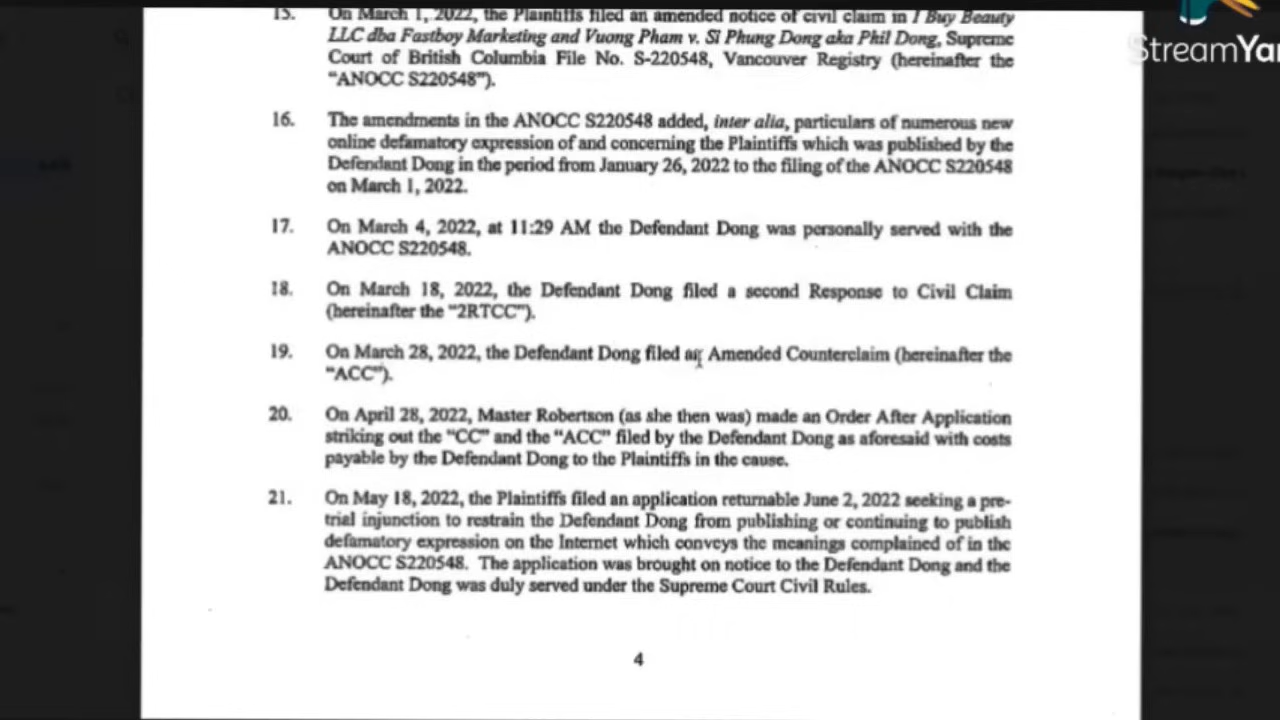 15. On March 1, 2022, the Plaintiffs filed an amended notice of civil claim in I Buy Beauty
LLC dba Fastboy Marketing and Vuong Pham v. Si Phung Dong aka Phil Dong, Supreme
Court of British Columbia File No. S-220548, Vancouver Registry (hereinafter the
"ANOCC S220548").
16. The amendments in the ANOCC S220548 added, inter alia, particulars of numerous new
online defamatory expression of and concerning the Plaintiffs which was published by the
Defendant Dong in the period from January 26, 2022 to the filing of the ANOCC S220548
on March 1, 2022.
17. On March 4, 2022, at 11:29 AM the Defendant Dong was personally served with the
ANOCC S220548.
18. On March 18, 2022, the Defendant Dong filed a second Response to Civil Claim
(hereinafter the "2RTCC").
19. On March 28, 2022, the Defendant Dong filed an Amended Counterclaim (hereinafter the
"ACC").
20. On April 28, 2022, Master Robertson (as she then was) made an Order After Application
striking out the "CC" and the "ACC" filed by the Defendant Dong as aforesaid with costs
payable by the Defendant Dong to the Plaintiffs in the cause.
21. On May 18, 2022, the Plaintiffs filed an application returnable June 2, 2022 seeking a pre-
trial injunction to restrain the Defendant Dong from publishing or continuing to publish
defamatory expression on the Internet which conveys the meanings complained of in the
ANOCC S220548. The application was brought on notice to the Defendant Dong and the
Defendant Dong was duly served under the Supreme Court Civil Rules.
4
StreamYar